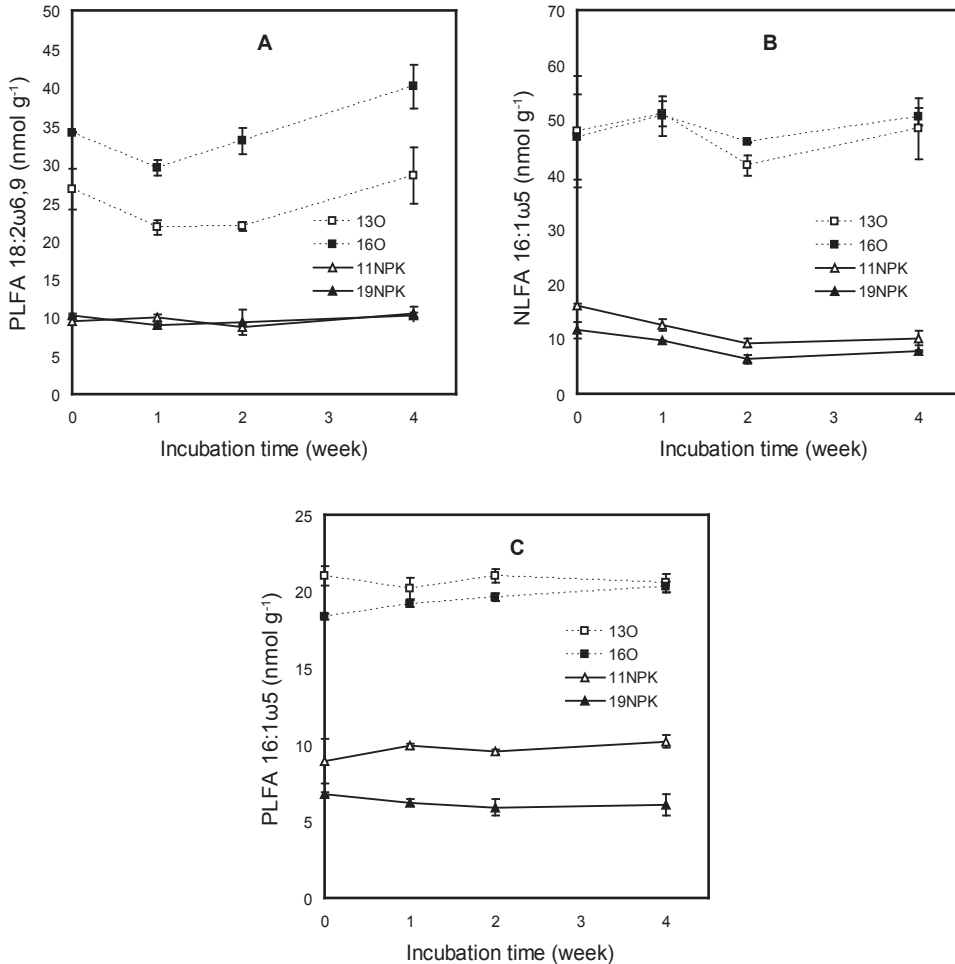 A
PLFA 18:2ω6,9 (nmol g⁻¹)
50
45
40
35
30
25
20
15
10
5
0
13O
16O
11NPK
19NPK
0 1 2 3 4
Incubation time (week)
B
NLFA 16:1ω5 (nmol g⁻¹)
70
60
50
40
30
20
10
0
13O
16O
11NPK
19NPK
0 1 2 3 4
Incubation time (week)
C
PLFA 16:1ω5 (nmol g⁻¹)
25
20
15
10
5
0
13O
16O
11NPK
19NPK
0 1 2 3 4
Incubation time (week)